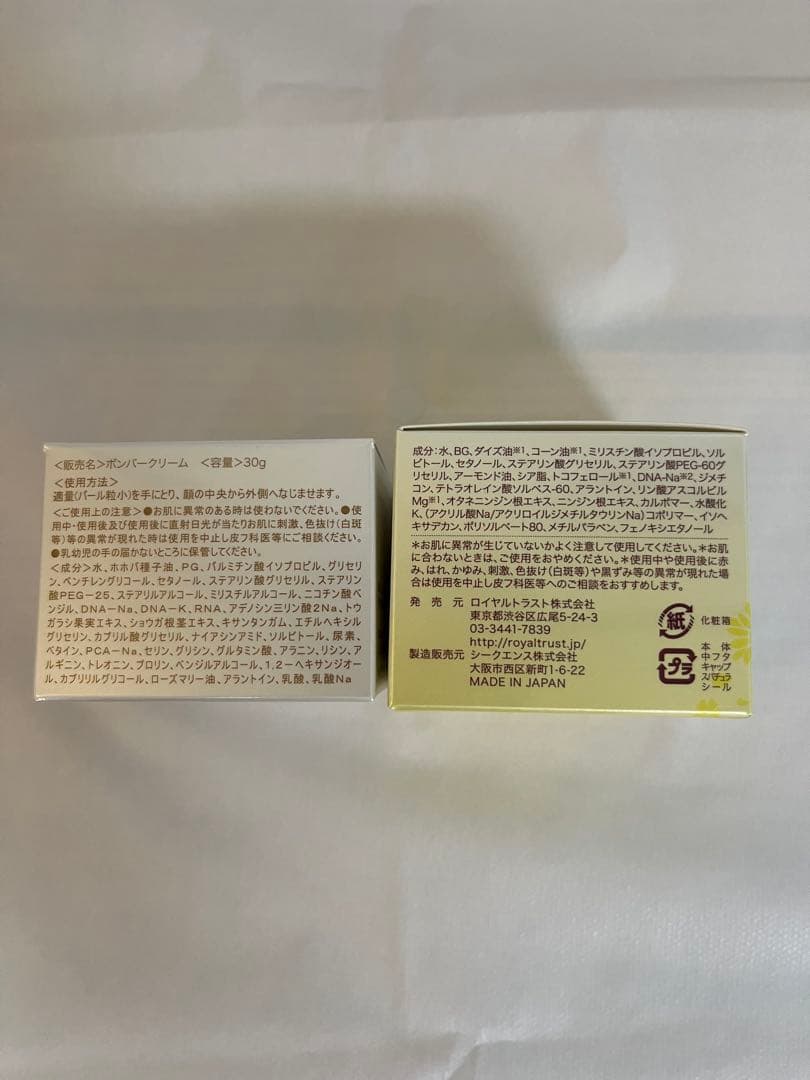 <販売名>ボンバークリーム <容量>30g
<使用方法>
適量(パール粒小)を手にとり、顔の中央から外側へなじませます。
<ご使用上の注意>●お肌に異常のある時は使わないでください。●使
用中・使用後及び使用後に直射日光が当たりお肌に刺激、色抜け(白斑
等)等の異常が現れた時は使用を中止し皮フ科医等にご相談ください。
●乳幼児の手の届かないところに保管してください。
<成分>水、ホホバ種子油、PG、パルミチン酸イソプロピル、グリセリ
ン、ペンチレングリコール、セタノール、ステアリン酸グリセリル、ステアリン
酸PEG-25、ステアリルアルコール、ミリスチルアルコール、ニコチン酸ベ
ンジル、DNA-Na、DNA-K、RNA、アデノシン三リン酸2Na、トウ
ガラシ果実エキス、ショウガ根茎エキス、キサンタンガム、エチルヘキシル
グリセリン、カプリル酸グリセリル、ナイアシンアミド、ソルビトール、尿素、
ベタイン、PCA-Na、セリン、グリシン、グルタミン酸、アラニン、リシン、ア
ルギニン、トレオニン、プロリン、ベンジルアルコール、1,2-ヘキサンジオー
ル、カプリリルグリコール、ローズマリー油、アラントイン、乳酸、乳酸Na
成分:水、BG、ダイズ油※1、コーン油※1、ミリスチン酸イソプロピル、ソル
ビトール、セタノール、ステアリン酸グリセリル、ステアリン酸PEG-60グ
リセリル、アーモンド油、シア脂、トコフェロール※1、DNA-Na※2、ジメチ
コン、テトラオレイン酸ソルベス-60、アラントイン、リン酸アスコルビル
Mg※1、オタネニンジン根エキス、ニンジン根エキス、カルボマー、水酸化
K、(アクリル酸Na/アクリロイルジメチルタウリンNa)コポリマー、イソヘ
キサデカン、ポリソルベート80、メチルパラベン、フェノキシエタノール
*お肌に異常が生じていないかよく注意して使用してください。*お肌
に合わないときは、ご使用をおやめください。*使用中や使用後に赤
み、はれ、かゆみ、刺激、色抜け(白斑等)や黒ずみ等の異常が現れた場
合は使用を中止し皮フ科医等へのご相談をおすすめします。
発売元 ロイヤルトラスト株式会社
東京都渋谷区広尾5-24-3
03-3441-7839
http://royaltrust.jp/
製造販売元 シークエンス株式会社
大阪市西区新町1-6-22
MADE IN JAPAN
紙 化粧箱
プラ
本体
中フタ
キャップ
スパチュラ
シール